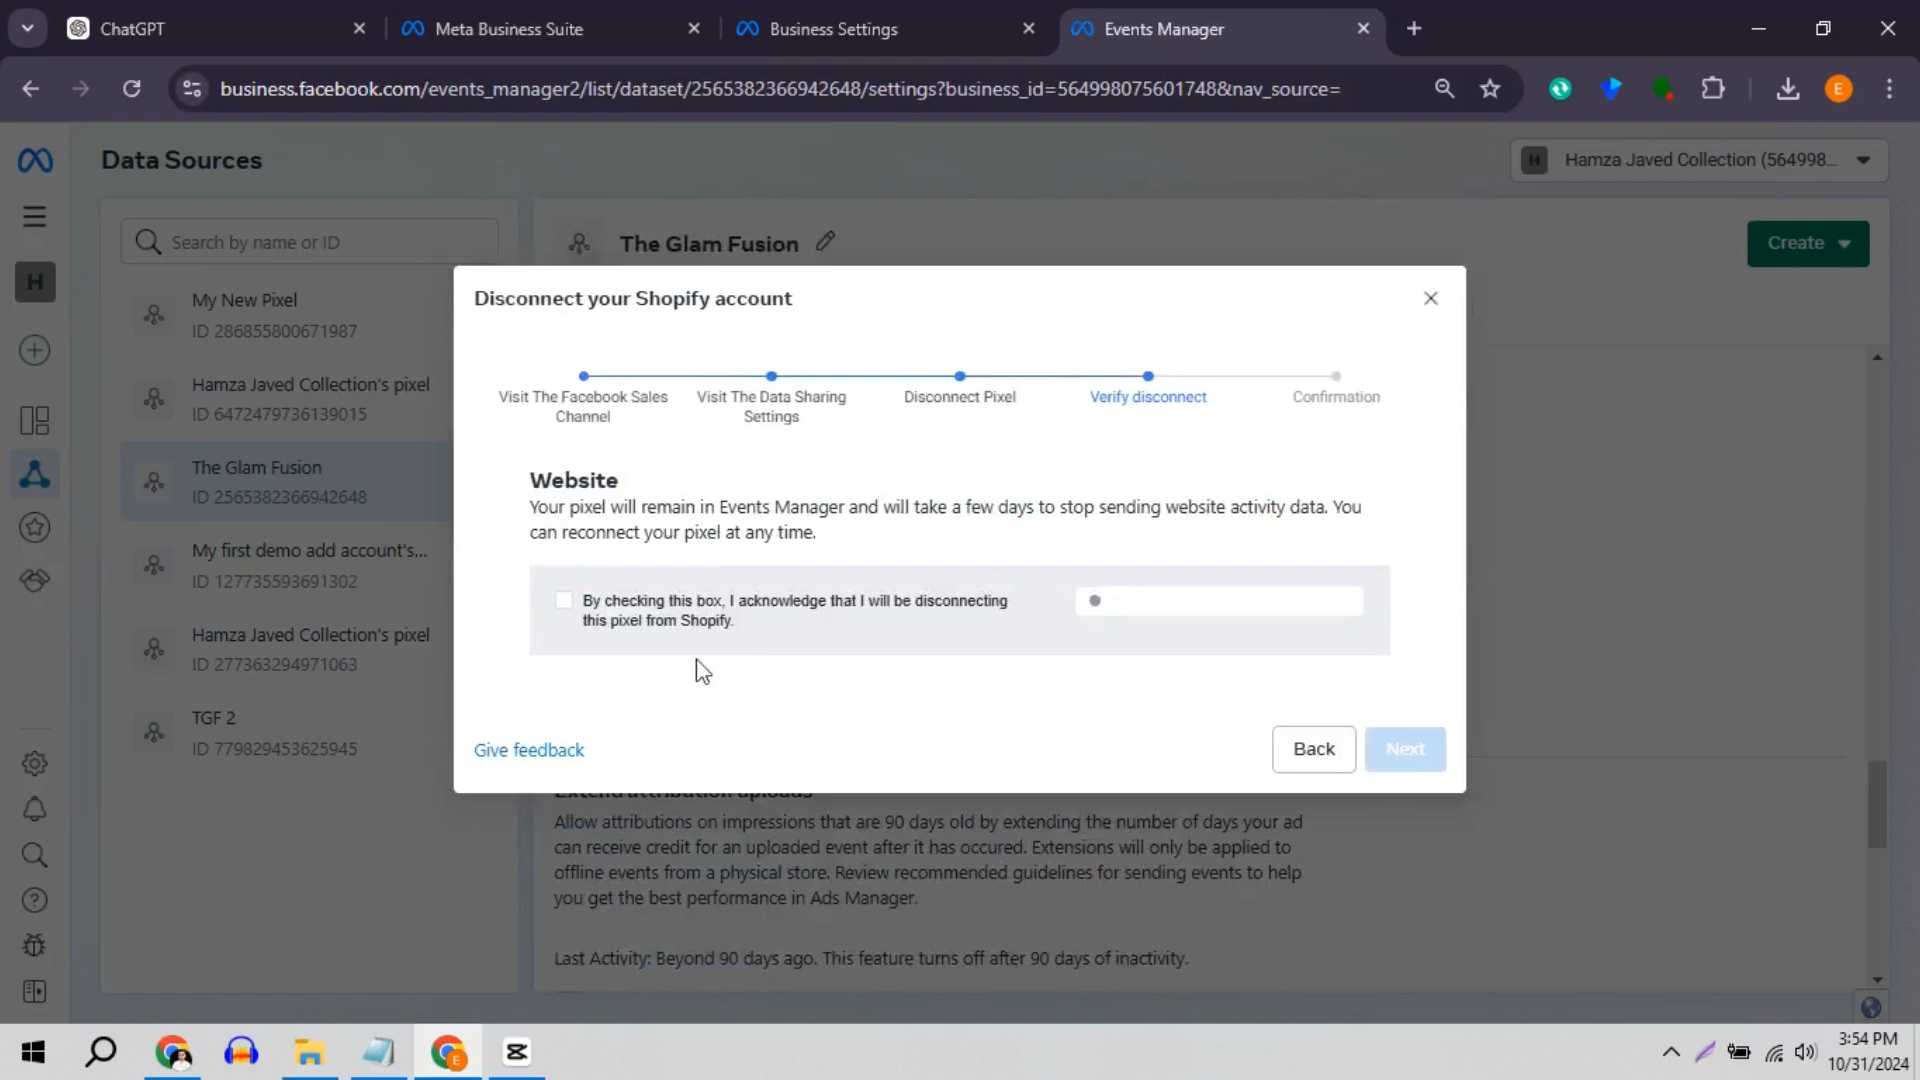 ChatGPT
Meta Business Suite
Business Settings
Events Manager
business.facebook.com/events_manager2/list/dataset/2565382366942648/settings?business_id=564998075601748&nav_source=
E
Data Sources
H
Hamza Javed Collection (564998...
Search by name or ID
The Glam Fusion
Create
H
My New Pixel
ID 286855800671987
Hamza Javed Collection's pixel
ID 6472479736139015
The Glam Fusion
ID 2565382366942648
My first demo add account's...
ID 127735593691302
Hamza Javed Collection's pixel
ID 277363294971063
TGF 2
ID 779829453625945
Disconnect your Shopify account
Visit The Facebook Sales
Channel
Visit The Data Sharing
Settings
Disconnect Pixel
Verify disconnect
Confirmation
Website
Your pixel will remain in Events Manager and will take a few days to stop sending website activity data. You
can reconnect your pixel at any time.
By checking this box, I acknowledge that I will be disconnecting
this pixel from Shopify.
Give feedback
Back
Next
Extend attribution uploads
Allow attributions on impressions that are 90 days old by extending the number of days your ad
can receive credit for an uploaded event after it has occured. Extensions will only be applied to
offline events from a physical store. Review recommended guidelines for sending events to help
you get the best performance in Ads Manager.
Last Activity: Beyond 90 days ago. This feature turns off after 90 days of inactivity.
E
3:54 PM
10/31/2024